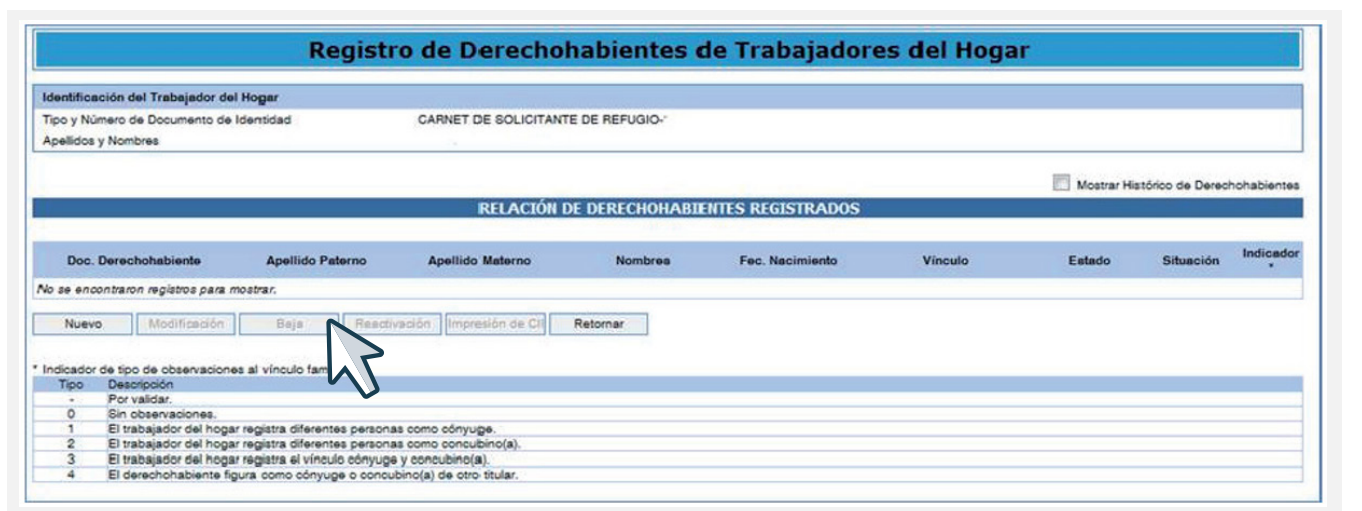 Registro de Derechohabientes de Trabajadores del Hogar
Identificación del Trabajador del Hogar
Tipo y Número de Documento de Identidad CARNET DE SOLICITANTE DE REFUGIO-
Apellidos y Nombres
Mostrar Histórico de Derechohabientes
RELACIÓN DE DERECHOHABIENTES REGISTRADOS
Doc. Derechohabiente Apellido Paterno Apellido Materno Nombres Fec. Nacimiento Vínculo Estado Situación Indicador *
No se encontraron registros para mostrar.
Nuevo Modificación Baja Reactivación Impresión de CII Retornar
* Indicador de tipo de observaciones al vínculo fam
Tipo Descripción
- Por validar.
0 Sin observaciones.
1 El trabajador del hogar registra diferentes personas como cónyuge.
2 El trabajador del hogar registra diferentes personas como concubino(a).
3 El trabajador del hogar registra el vínculo cónyuge y concubino(a).
4 El derechohabiente figura como cónyuge o concubino(a) de otro titular.